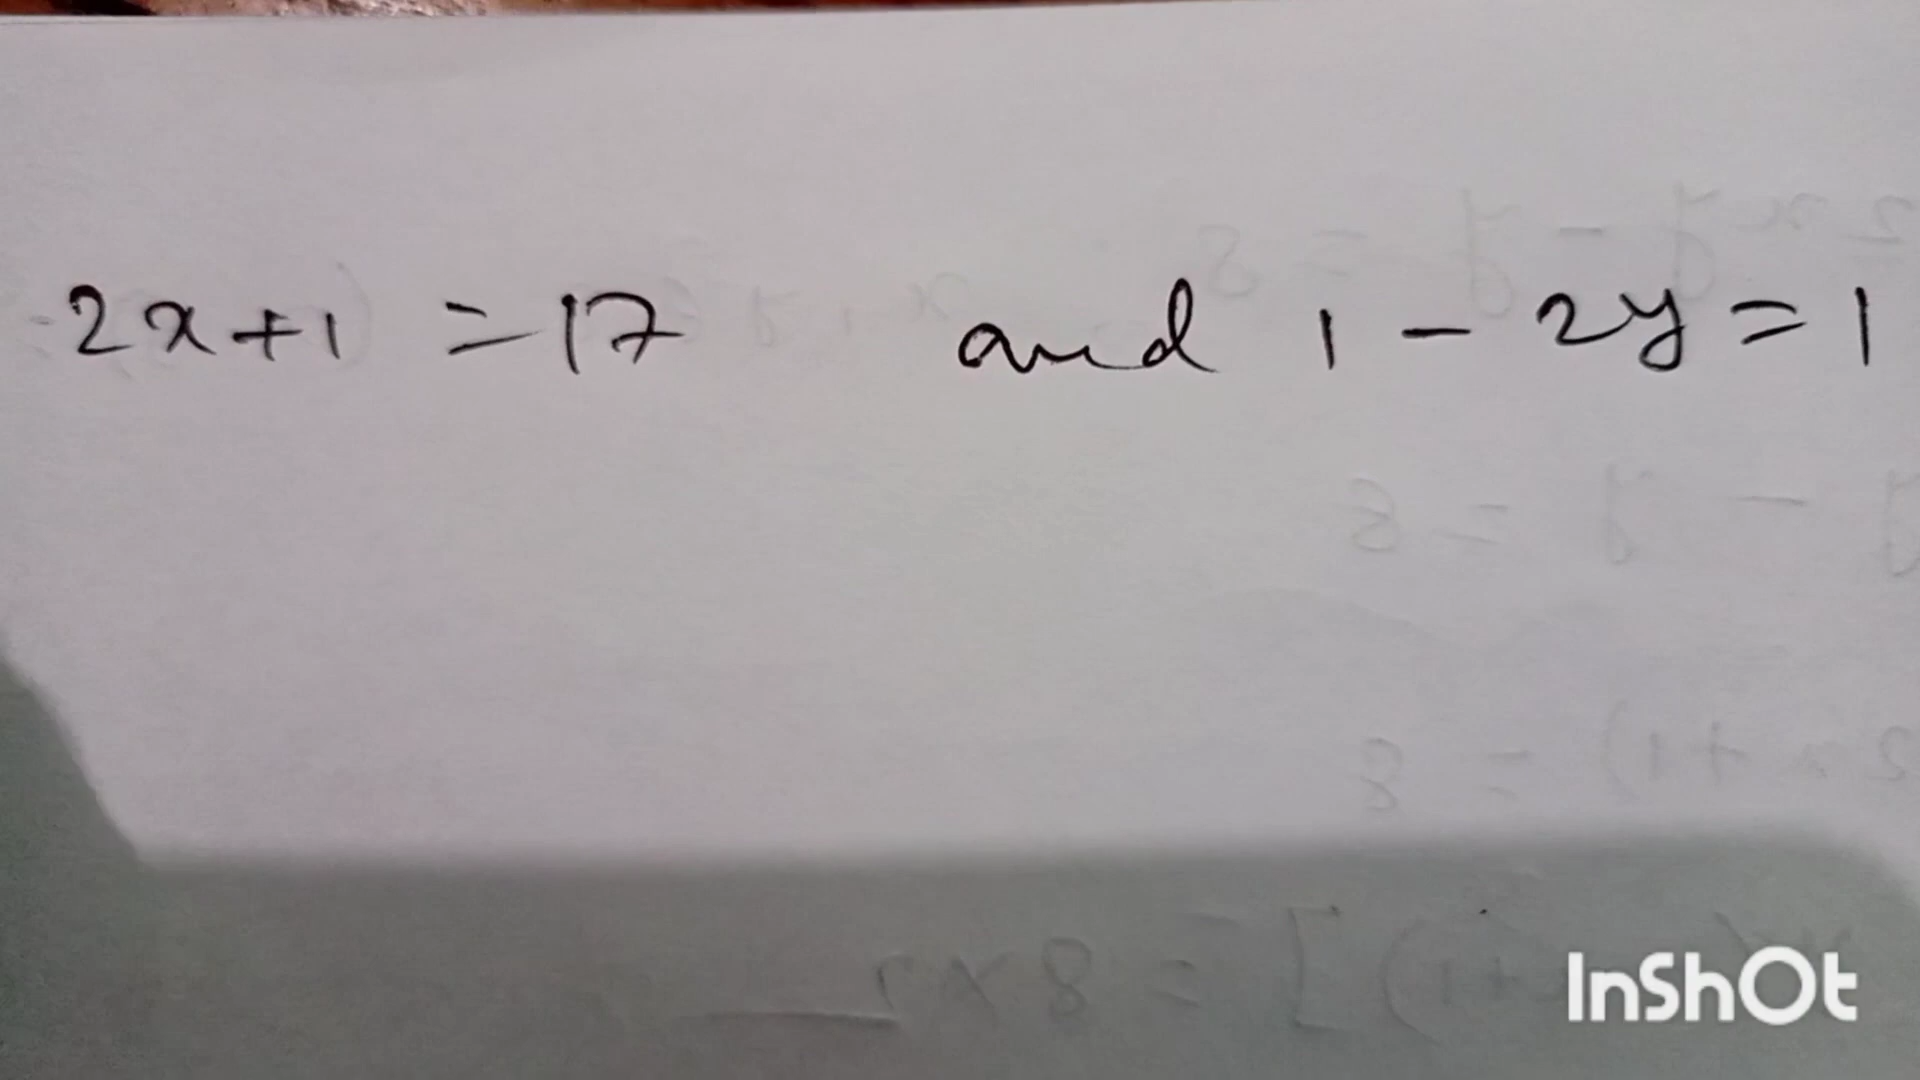 2x+1 = 17 and 1 - 2y = 1
InShOt